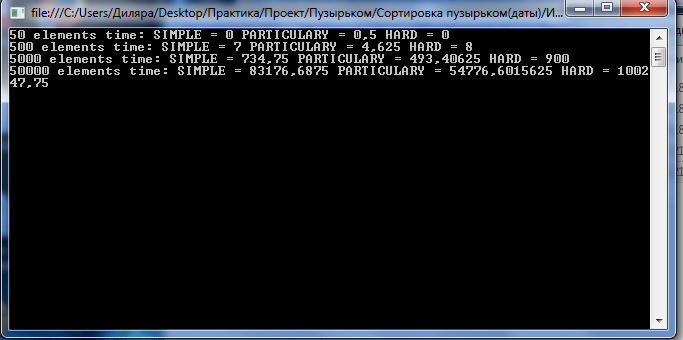 file:///C:/Users/Диляра/Desktop/Практика/Проект/Пузырьком/Сортировка пузырьком(даты)/И...
50 elements time: SIMPLE = 0 PARTICULARY = 0,5 HARD = 0
500 elements time: SIMPLE = 7 PARTICULARY = 4,625 HARD = 8
5000 elements time: SIMPLE = 734,75 PARTICULARY = 493,40625 HARD = 900
50000 elements time: SIMPLE = 83176,6875 PARTICULARY = 54776,6015625 HARD = 1002
47,75